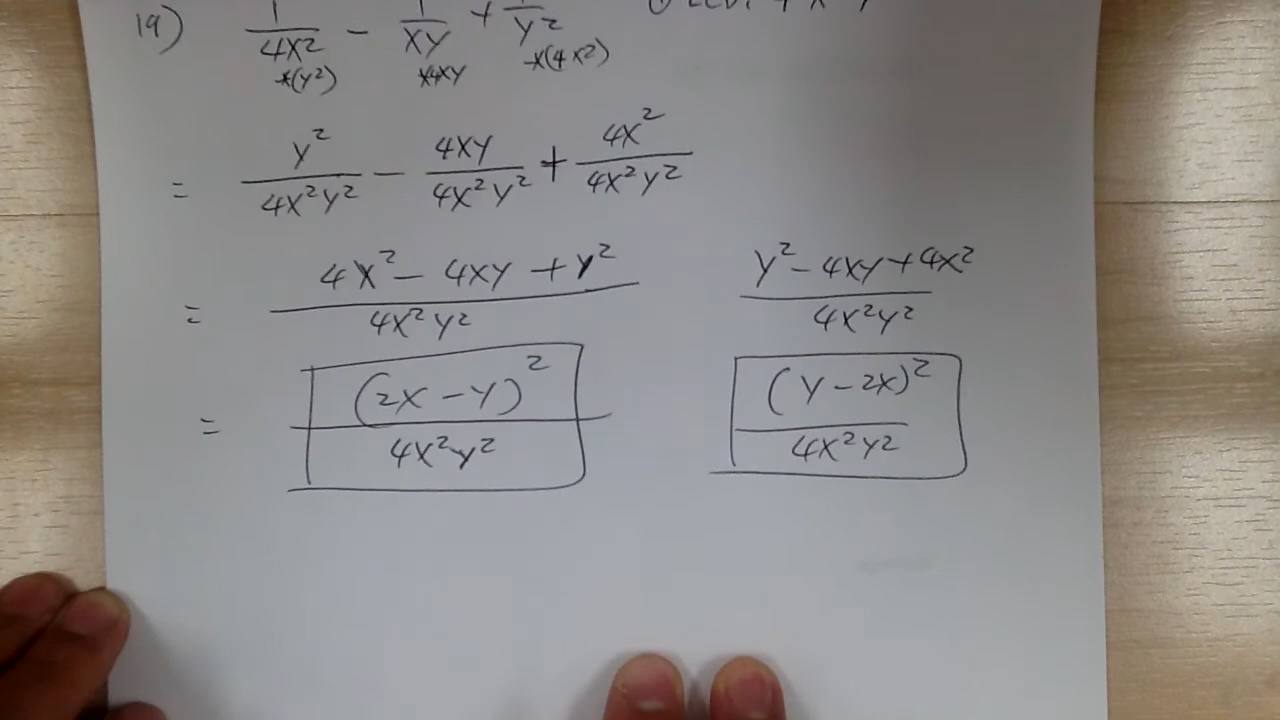 19) 1/4x² - 1/xy + 1/y²
*(y²) *4xy *(4x²)
= y²/4x²y² - 4xy/4x²y² + 4x²/4x²y²
= 4x² - 4xy + y²/4x²y² y² - 4xy + 4x²/4x²y²
= (2x - y)²/4x²y² (y - 2x)²/4x²y²